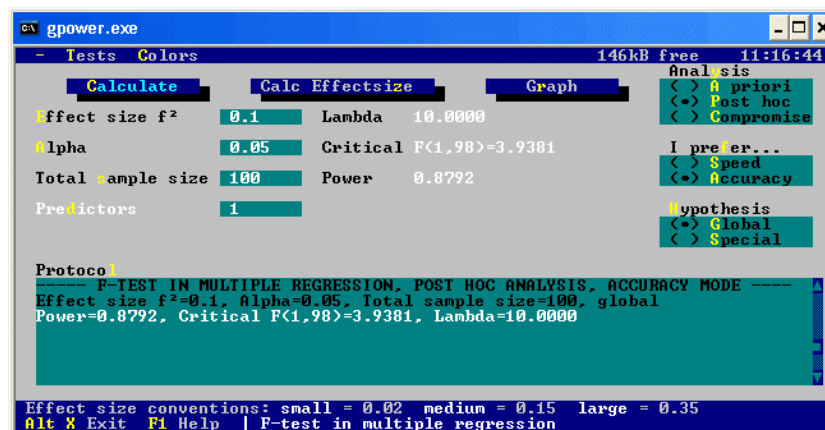 gpower.exe
- Tests Colors 146kB free 11:16:44
Analysis
Calculate Calc Effectsize Graph ( ) A priori
(•) Post hoc
Effect size f² 0.1 Lambda 10.0000 ( ) Compromise
Alpha 0.05 Critical F(1,98)=3.9381 I prefer...
( ) Speed
Total sample size 100 Power 0.8792 (•) Accuracy
Predictors 1 Hypothesis
(•) Global
( ) Special
Protocol
----- F-TEST IN MULTIPLE REGRESSION, POST HOC ANALYSIS, ACCURACY MODE ----
Effect size f²=0.1, Alpha=0.05, Total sample size=100, global
Power=0.8792, Critical F(1,98)=3.9381, Lambda=10.0000
Effect size conventions: small = 0.02 medium = 0.15 large = 0.35
Alt X Exit F1 Help | F-test in multiple regression